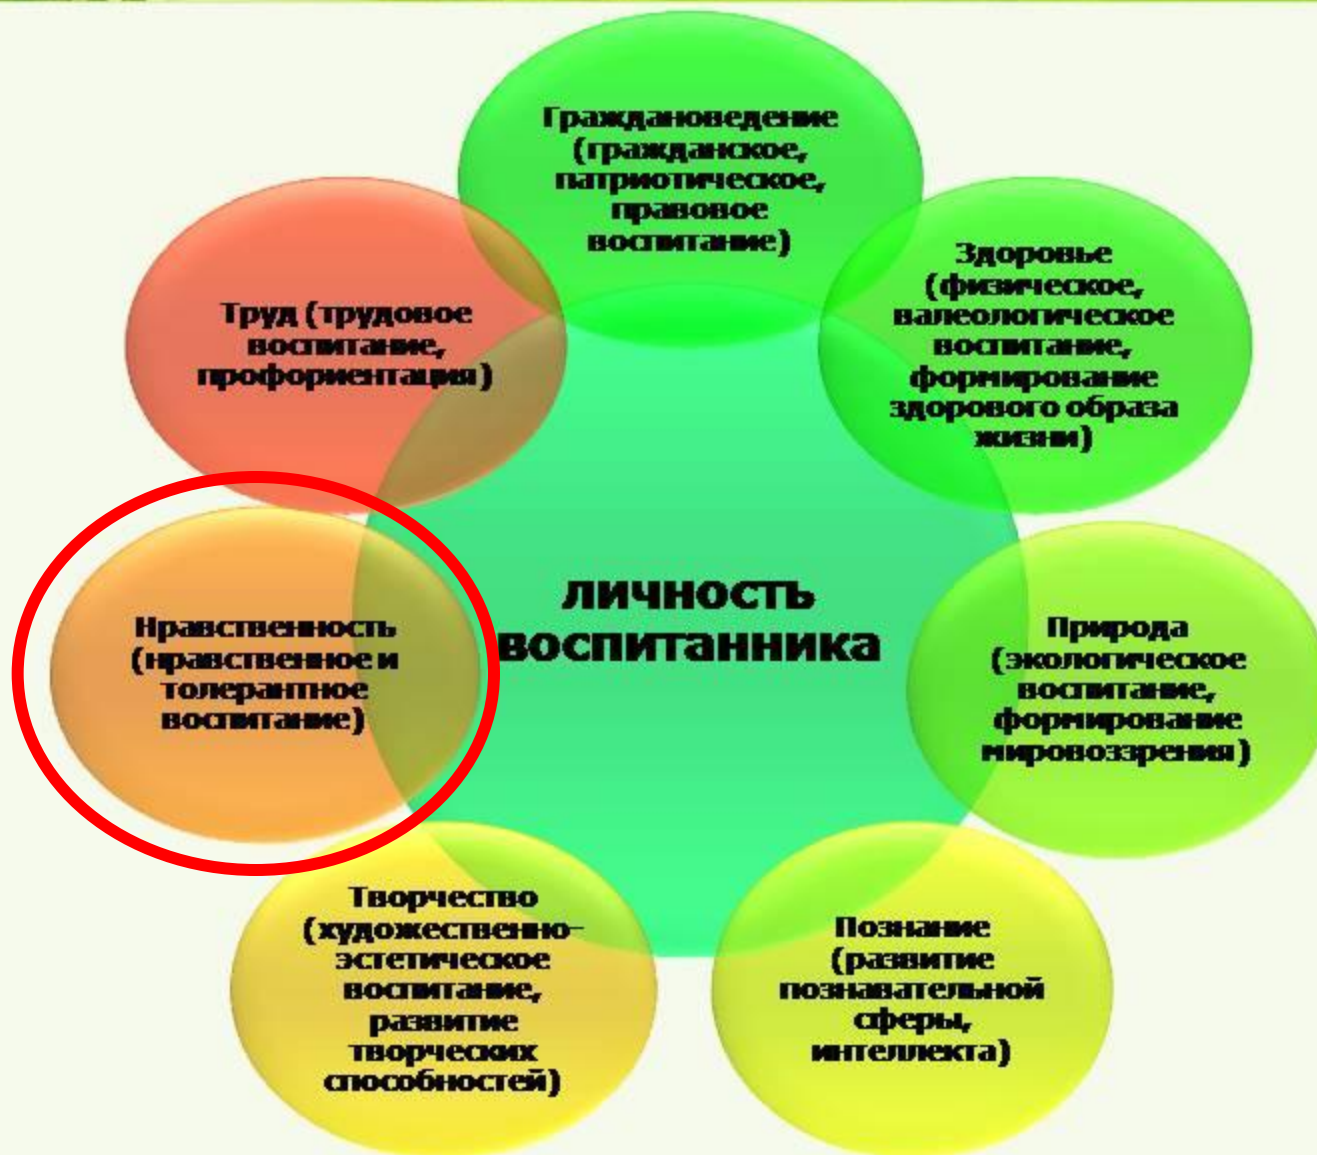 Граждановедение
(гражданское,
патриотическое,
правовое
воспитание)
Здоровье
(физическое,
валеологическое
воспитание,
формирование
здорового образа
жизни)
Природа
(экологическое
воспитание,
формирование
мировоззрения)
Познание
(развитие
познавательной
сферы,
интеллекта)
Творчество
(художественно-
эстетическое
воспитание,
развитие
творческих
способностей)
Нравственность
(нравственное и
толерантное
воспитание)
Труд (трудовое
воспитание,
профориентация)
личность
воспитанника